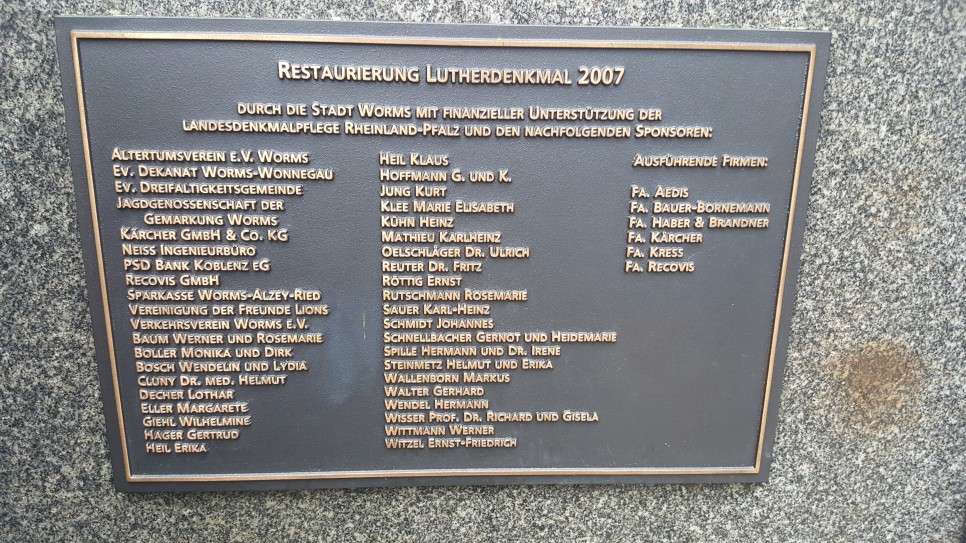 RESTAURIERUNG LUTHERDENKMAL 2007
DURCH DIE STADT WORMS MIT FINANZIELLER UNTERSTÜTZUNG DER
LANDESDENKMALPFLEGE RHEINLAND-PFALZ UND DEN NACHFOLGENDEN SPONSOREN:
ALTERTUMSVEREIN E.V. WORMS
EV. DEKANAT WORMS-WONNEGAU
EV. DREIFALTIGKEITSGEMEINDE
JAGDGENOSSENSCHAFT DER
GEMARKUNG WORMS
KÄRCHER GMBH & CO. KG
NEISS INGENIEURBÜRO
PSD BANK KOBLENZ EG
RECOVIS GMBH
SPARKASSE WORMS-ALZEY-RIED
VEREINIGUNG DER FREUNDE LIONS
VERKEHRSVEREIN WORMS E.V.
BAUM WERNER UND ROSEMARIE
BOLLER MONIKA UND DIRK
BOSCH WENDELIN UND LYDIA
CLUNY DR. MED. HELMUT
DECHER LOTHAR
ELLER MARGARETE
GIEHL WILHELMINE
HAGER GERTRUD
HEIL ERIKA
HEIL KLAUS
HOFFMANN G. UND K.
JUNG KURT
KLEE MARIE ELISABETH
KÜHN HEINZ
MATHIEU KARLHEINZ
OELSCHLÄGER DR. ULRICH
REUTER DR. FRITZ
RÖTTIG ERNST
RUTSCHMANN ROSEMARIE
SAUER KARL-HEINZ
SCHMIDT JOHANNES
SCHNELLBACHER GERNOT UND HEIDEMARIE
SPILLE HERMANN UND DR. IRENE
STEINMETZ HELMUT UND ERIKA
WALLENBORN MARKUS
WALTER GERHARD
WENDEL HERMANN
WISSER PROF. DR. RICHARD UND GISELA
WITTMANN WERNER
WITZEL ERNST-FRIEDRICH
AUSFÜHRENDE FIRMEN:
FA. AEDIS
FA. BAUER-BORNEMANN
FA. HABER & BRANDNER
FA. KÄRCHER
FA. KRESS
FA. RECOVIS